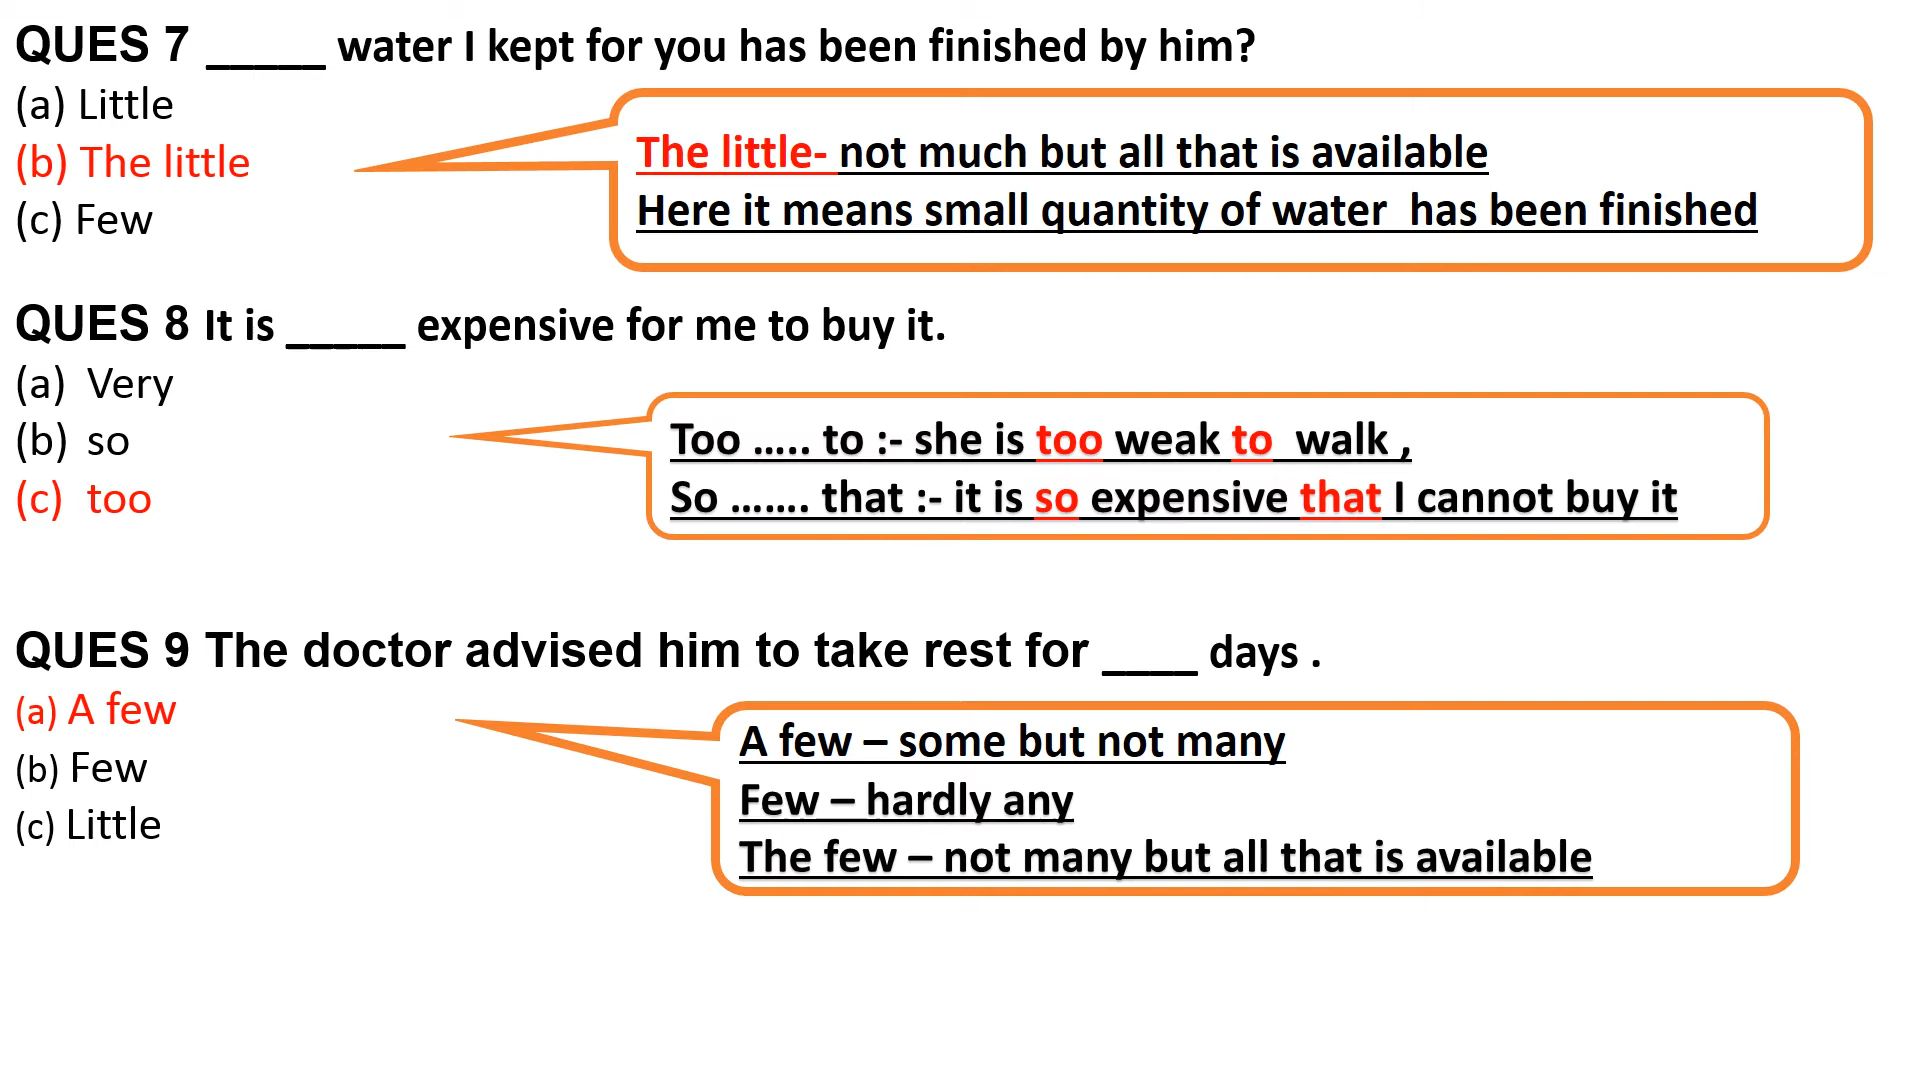 QUES 7 _____ water I kept for you has been finished by him?
(a) Little
(b) The little
(c) Few
The little- not much but all that is available
Here it means small quantity of water  has been finished
QUES 8 It is _____ expensive for me to buy it.
(a)  Very
(b)  so
(c)  too
Too ..... to :- she is too weak to  walk ,
So ....... that :- it is so expensive that I cannot buy it
QUES 9 The doctor advised him to take rest for ____ days .
(a) A few
(b) Few
(c) Little
A few – some but not many
Few – hardly any
The few – not many but all that is available